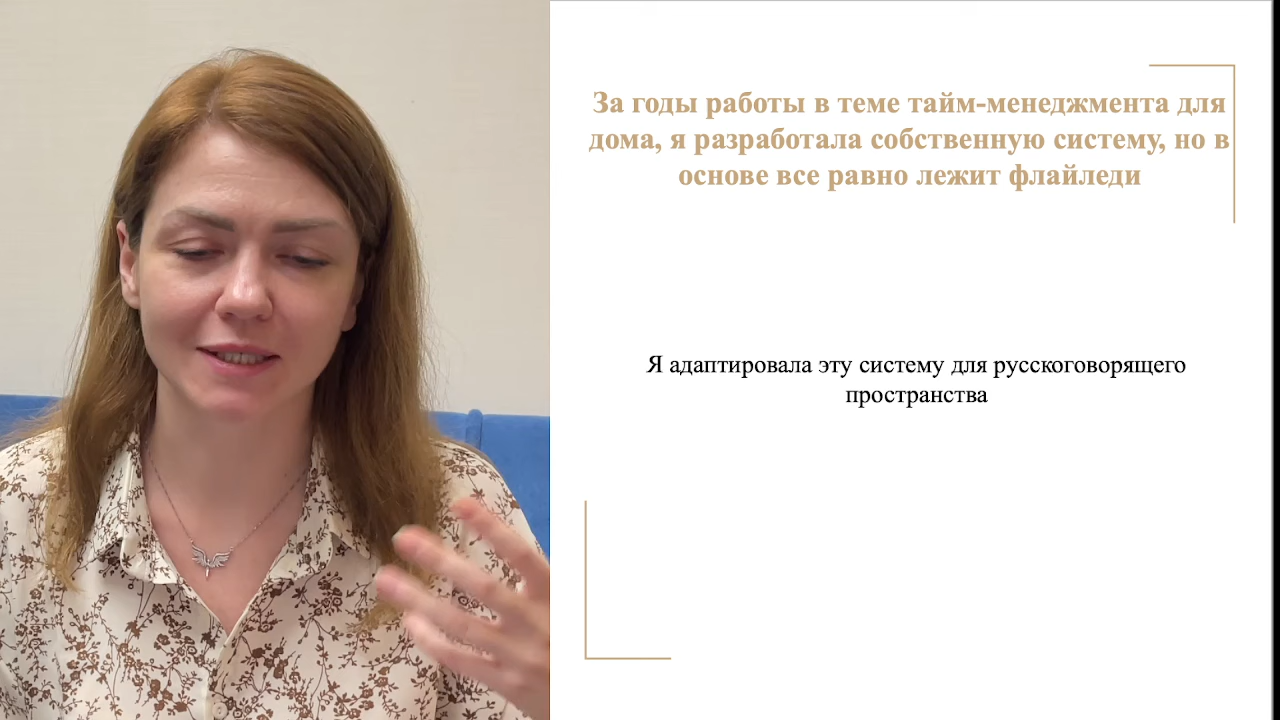 За годы работы в теме тайм-менеджмента для
дома, я разработала собственную систему, но в
основе все равно лежит флайледи
Я адаптировала эту систему для русскоговорящего
пространства